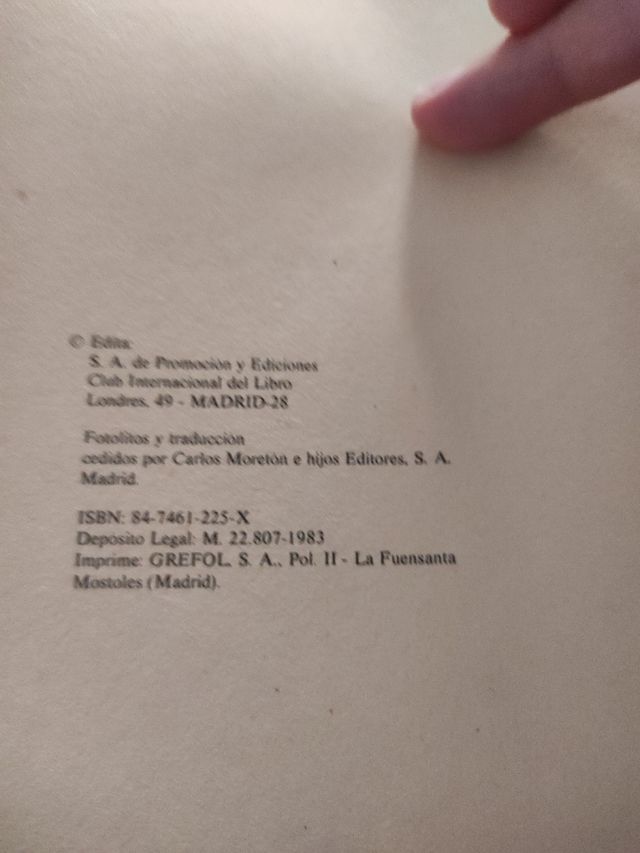 © Edita:
S. A. de Promoción y Ediciones
Club Internacional del Libro
Londres, 49 - MADRID-28
Fotolitos y traducción
cedidos por Carlos Moretón e hijos Editores, S. A.
Madrid.
ISBN: 84-7461-225-X
Depósito Legal: M. 22.807-1983
Imprime: GREFOL, S. A., Pol. II - La Fuensanta
Mostoles (Madrid).